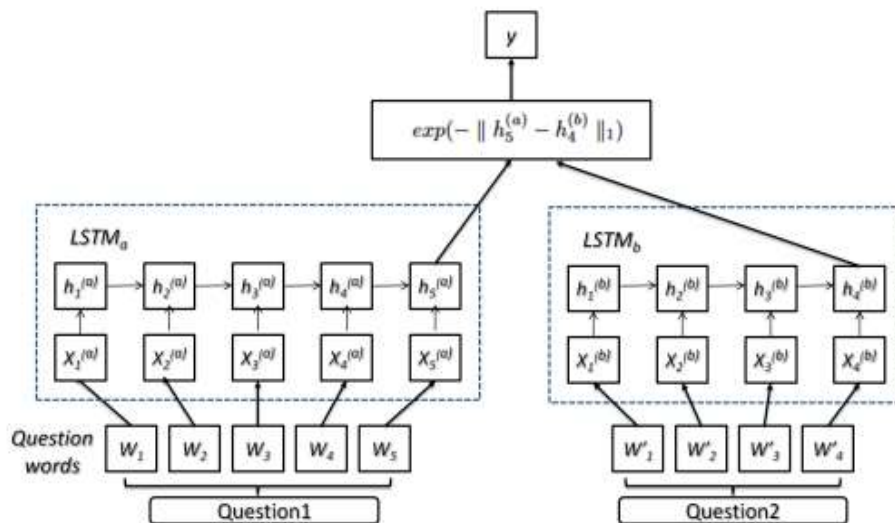 y
exp(− ∥ h₅⁽ᵃ⁾ − h₄⁽ᵇ⁾ ∥₁)
LSTMₐ
h₁⁽ᵃ⁾ h₂⁽ᵃ⁾ h₃⁽ᵃ⁾ h₄⁽ᵃ⁾ h₅⁽ᵃ⁾
X₁⁽ᵃ⁾ X₂⁽ᵃ⁾ X₃⁽ᵃ⁾ X₄⁽ᵃ⁾ X₅⁽ᵃ⁾
LSTM_b
h₁⁽ᵇ⁾ h₂⁽ᵇ⁾ h₃⁽ᵇ⁾ h₄⁽ᵇ⁾
X₁⁽ᵇ⁾ X₂⁽ᵇ⁾ X₃⁽ᵇ⁾ X₄⁽ᵇ⁾
Question
words
W₁ W₂ W₃ W₄ W₅
W'₁ W'₂ W'₃ W'₄
Question1
Question2